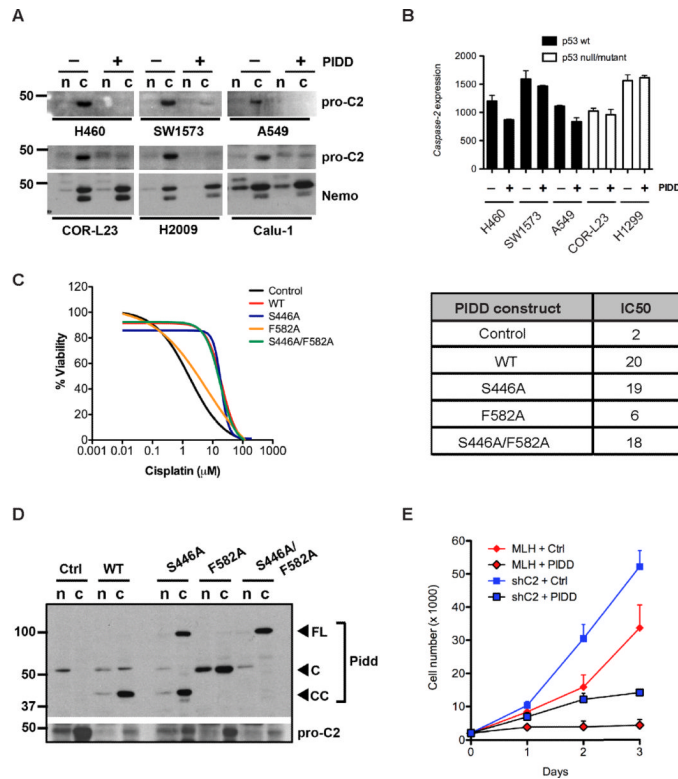 A
– + – + – + PIDD
n c n c n c n c n c n c
50
pro-C2
H460 SW1573 A549
pro-C2
50
Nemo
COR-L23 H2009 Calu-1
B
p53 wt
p53 null/mutant
Caspase-2 expression
2000
1500
1000
500
0
– + – + – + – + – + PIDD
H460 SW1573 A549 COR-L23 H1299
C
% Viability
120
100
80
60
40
20
0
0.001 0.01 0.1 1 10 100 1000
Cisplatin (µM)
Control
WT
S446A
F582A
S446A/F582A
PIDD construct IC50
Control 2
WT 20
S446A 19
F582A 6
S446A/F582A 18
D
Ctrl WT S446A F582A S446A/
F582A
n c n c n c n c n c
100
50
37
50
FL
C
CC
Pidd
pro-C2
E
Cell number (x 1000)
60
50
40
30
20
10
0
0 1 2 3
Days
MLH + Ctrl
MLH + PIDD
shC2 + Ctrl
shC2 + PIDD